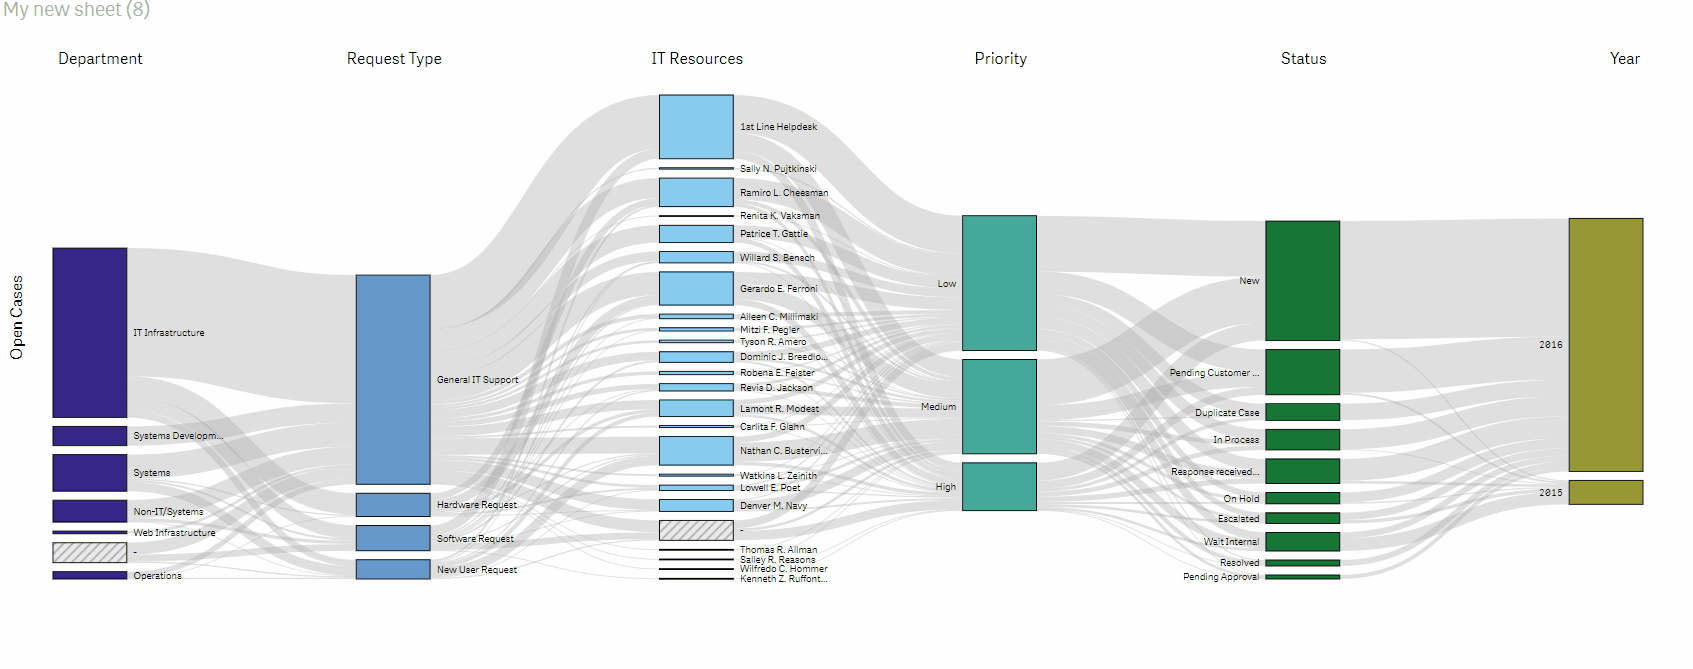 My new sheet (8)
Department
Request Type
IT Resources
Priority
Status
Year
Open Cases
IT Infrastructure
Systems Developm...
Systems
Non-IT/Systems
Web Infrastructure
-
Operations
General IT Support
Hardware Request
Software Request
New User Request
1st Line Helpdesk
Sally N. Pujtkinski
Ramiro L. Cheesman
Renita K. Vaksman
Patrice T. Gattie
Willard S. Bensch
Gerardo E. Ferroni
Aileen C. Millimaki
Mitzi F. Pegler
Tyson R. Amero
Dominic J. Breedlo...
Robena E. Feister
Revis D. Jackson
Lamont R. Modest
Carlita F. Glahn
Nathan C. Bustervi...
Watkins L. Zeinith
Lowell E. Poet
Denver M. Navy
-
Thomas R. Allman
Salley R. Reasons
Wilfredo C. Hommer
Kenneth Z. Ruffont...
Low
Medium
High
New
Pending Customer ...
Duplicate Case
In Process
Response received...
On Hold
Escalated
Wait Internal
Resolved
Pending Approval
2016
2015